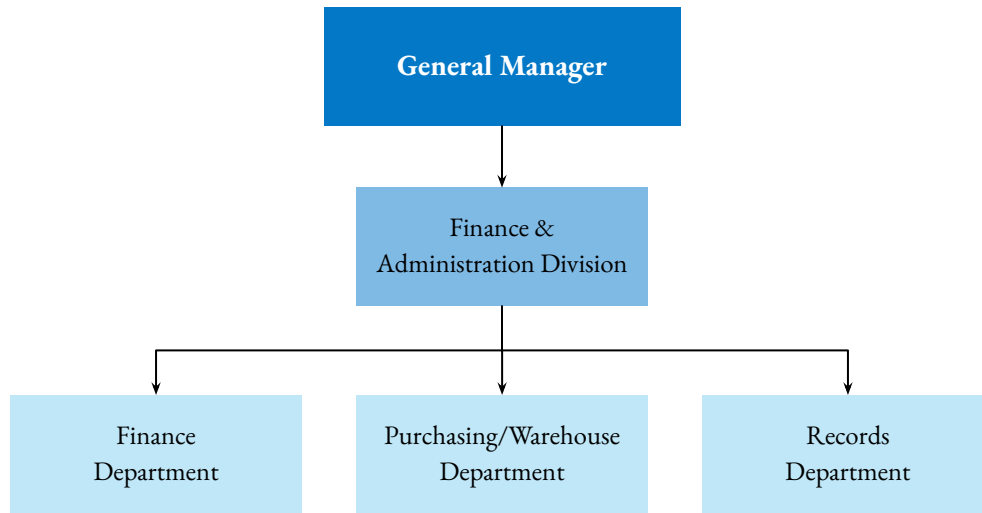 General Manager
Finance &
Administration Division
Finance
Department
Purchasing/Warehouse
Department
Records
Department